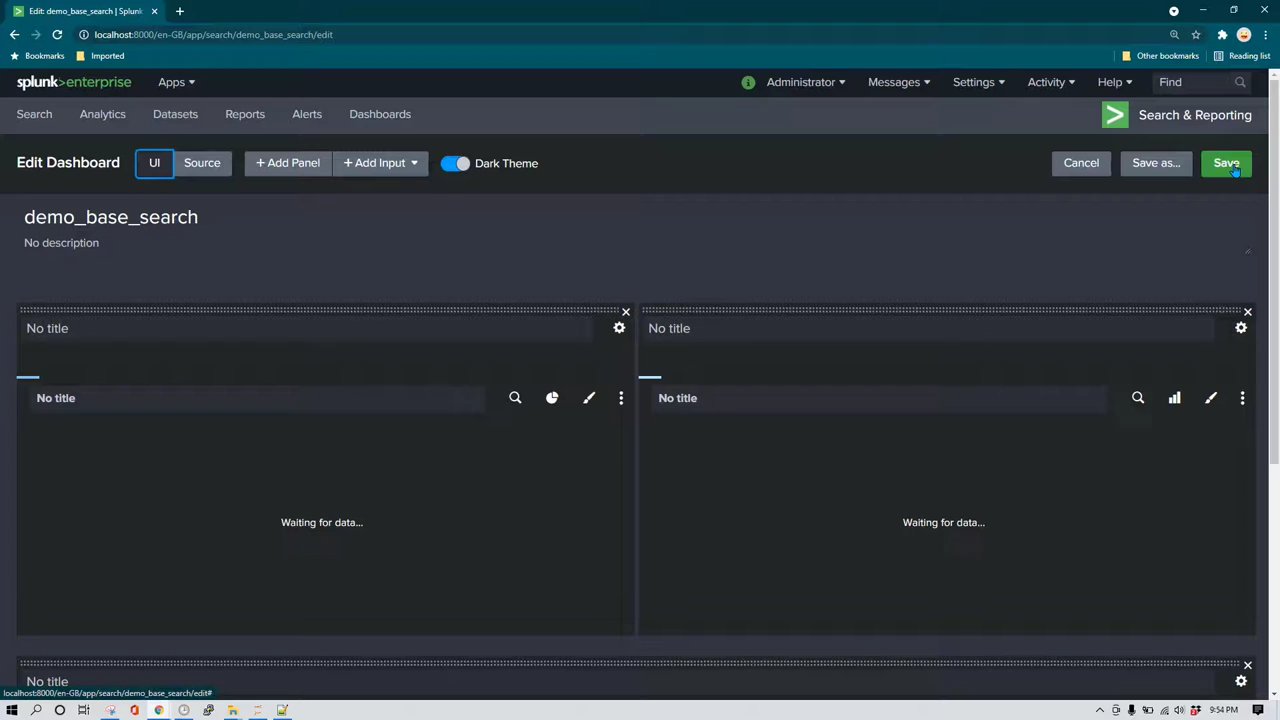 Edit: demo_base_search | Splunk
localhost:8000/en-GB/app/search/demo_base_search/edit
Bookmarks
Imported
Other bookmarks
Reading list
splunk>enterprise
Apps
Administrator
Messages
Settings
Activity
Help
Find
Search
Analytics
Datasets
Reports
Alerts
Dashboards
Search & Reporting
Edit Dashboard
UI
Source
+ Add Panel
+ Add Input
Dark Theme
Cancel
Save as...
Save
demo_base_search
No description
No title
No title
No title
No title
Waiting for data...
Waiting for data...
No title
localhost:8000/en-GB/app/search/demo_base_search/edit#
9:54 PM